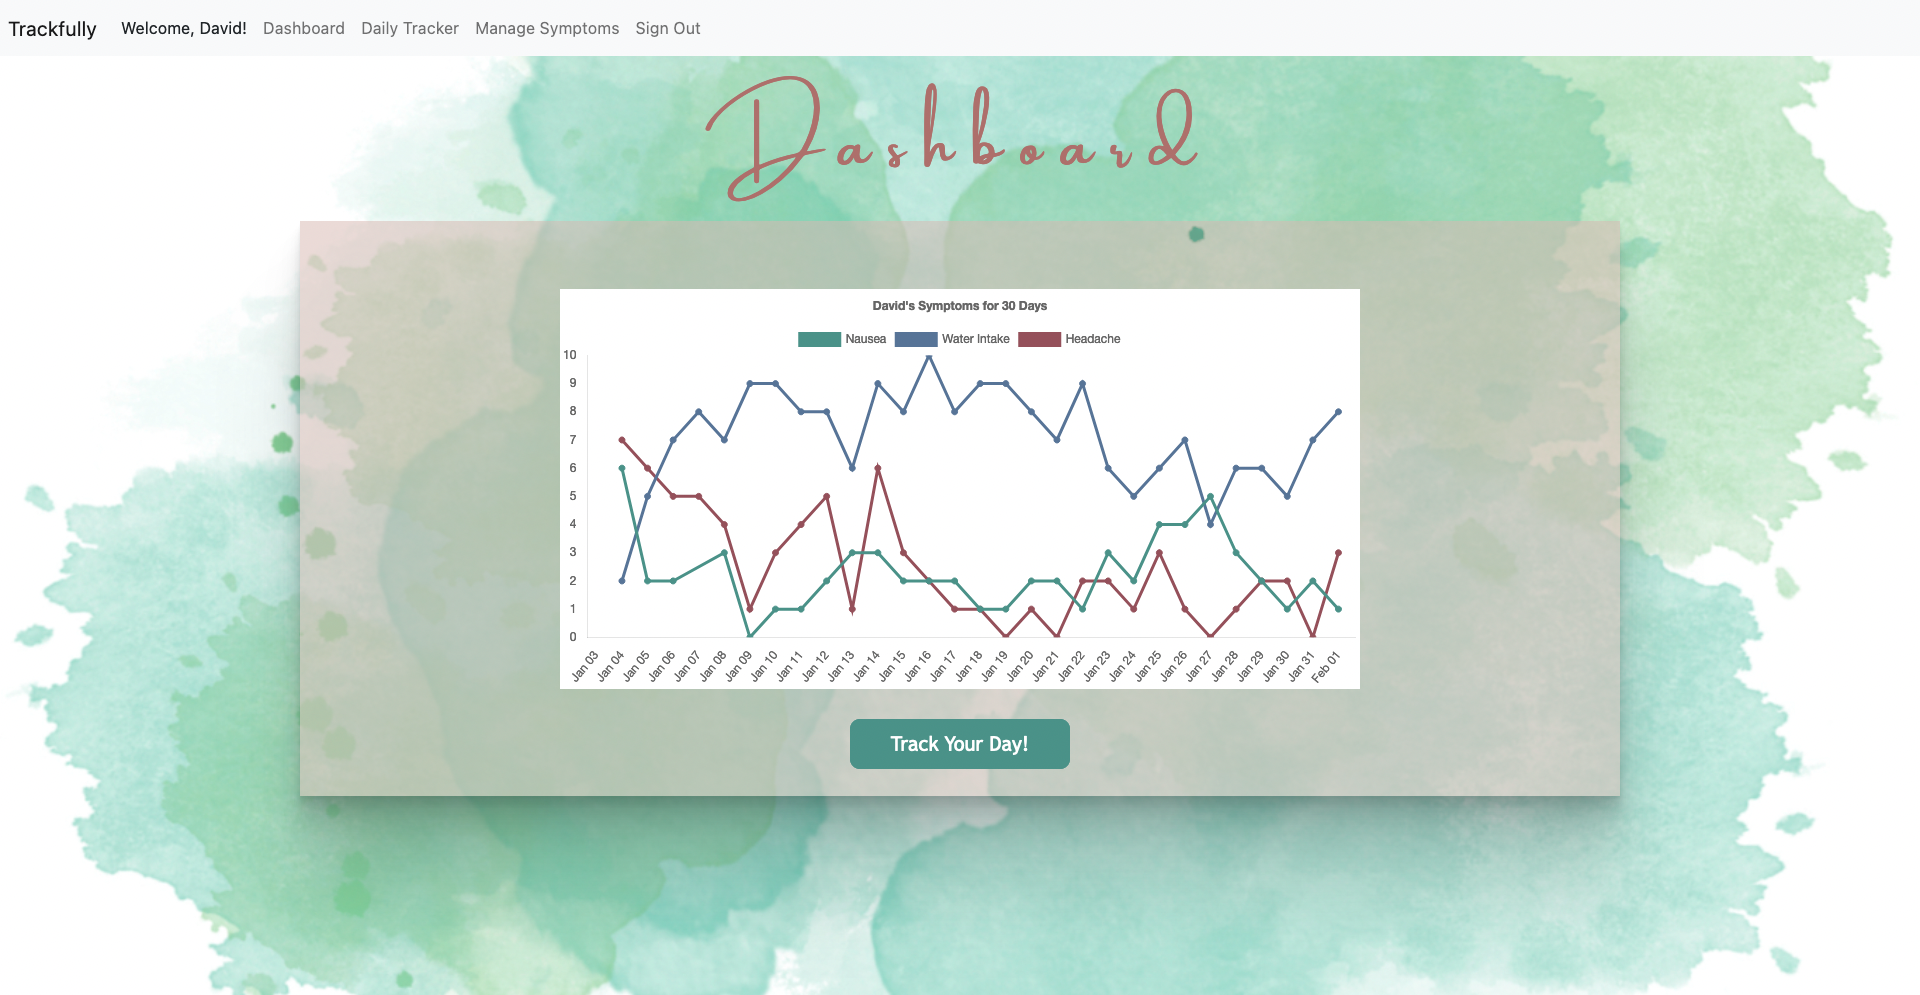 Trackfully Welcome, David! Dashboard Daily Tracker Manage Symptoms Sign Out
Dashboard
David's Symptoms for 30 Days
Nausea Water Intake Headache
10
9
8
7
6
5
4
3
2
1
0
Jan 03 Jan 04 Jan 05 Jan 06 Jan 07 Jan 08 Jan 09 Jan 10 Jan 11 Jan 12 Jan 13 Jan 14 Jan 15 Jan 16 Jan 17 Jan 18 Jan 19 Jan 20 Jan 21 Jan 22 Jan 23 Jan 24 Jan 25 Jan 26 Jan 27 Jan 28 Jan 29 Jan 30 Jan 31 Feb 01
Track Your Day!